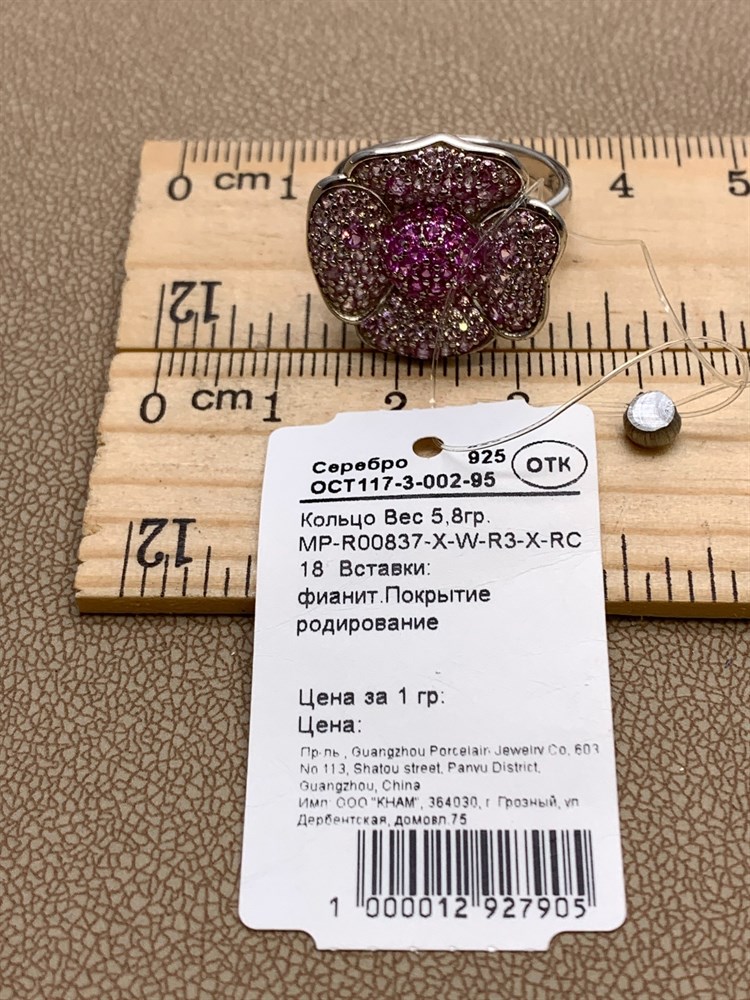 0 cm 1 4 5
12
0 cm 1 2 3
12
Серебро 925 ОТК
ОСТ117-3-002-95
Кольцо Вес 5,8гр.
MP-R00837-X-W-R3-X-RC
18 Вставки:
фианит.Покрытие
родирование
Цена за 1 гр:
Цена:
Пр-ль , Guangzhou Porcelain Jewelry Co, 603
No 113, Shatou street, Panyu District,
Guangzhou, China
Имп: ООО "КНАМ", 364030, г. Грозный, ул
Дербентская, домовл.75
1 000012 927905